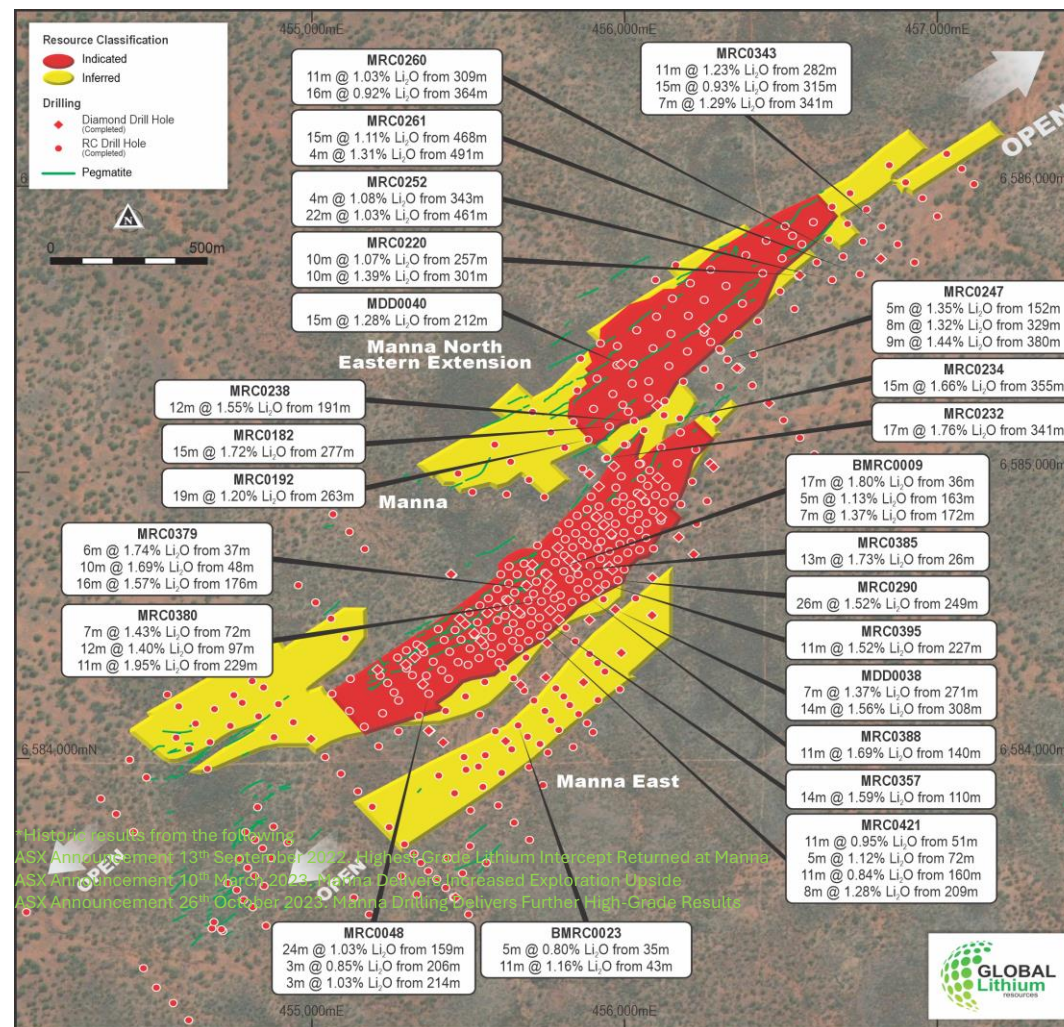 455,000mE
456,000mE
457,000mE
Resource Classification
Indicated
Inferred
Drilling
Diamond Drill Hole
(Completed)
RC Drill Hole
(Completed)
Pegmatite
N
0
500m
MRC0260
11m @ 1.03% Li₂O from 309m
16m @ 0.92% Li₂O from 364m
MRC0343
11m @ 1.23% Li₂O from 282m
15m @ 0.93% Li₂O from 315m
7m @ 1.29% Li₂O from 341m
OPEN
MRC0261
15m @ 1.11% Li₂O from 468m
4m @ 1.31% Li₂O from 491m
6,586,000mN
MRC0252
4m @ 1.08% Li₂O from 343m
22m @ 1.03% Li₂O from 461m
MRC0220
10m @ 1.07% Li₂O from 257m
10m @ 1.39% Li₂O from 301m
MDD0040
15m @ 1.28% Li₂O from 212m
MRC0247
5m @ 1.35% Li₂O from 152m
8m @ 1.32% Li₂O from 329m
9m @ 1.44% Li₂O from 380m
Manna North
Eastern Extension
MRC0234
15m @ 1.66% Li₂O from 355m
MRC0238
12m @ 1.55% Li₂O from 191m
MRC0232
17m @ 1.76% Li₂O from 341m
MRC0182
15m @ 1.72% Li₂O from 277m
MRC0192
19m @ 1.20% Li₂O from 263m
Manna
6,585,000mN
BMRC0009
17m @ 1.80% Li₂O from 36m
5m @ 1.13% Li₂O from 163m
7m @ 1.37% Li₂O from 172m
MRC0379
6m @ 1.74% Li₂O from 37m
10m @ 1.69% Li₂O from 48m
16m @ 1.57% Li₂O from 176m
MRC0385
13m @ 1.73% Li₂O from 26m
MRC0290
26m @ 1.52% Li₂O from 249m
MRC0380
7m @ 1.43% Li₂O from 72m
12m @ 1.40% Li₂O from 97m
11m @ 1.95% Li₂O from 229m
MRC0395
11m @ 1.52% Li₂O from 227m
MDD0038
7m @ 1.37% Li₂O from 271m
14m @ 1.56% Li₂O from 308m
MRC0388
11m @ 1.69% Li₂O from 140m
6,584,000mN
6,584,000mN
Manna East
MRC0357
14m @ 1.59% Li₂O from 110m
MRC0421
11m @ 0.95% Li₂O from 51m
5m @ 1.12% Li₂O from 72m
11m @ 0.84% Li₂O from 160m
8m @ 1.28% Li₂O from 209m
*Historic results from the following
ASX Announcement 13th September 2022. Highest Grade Lithium Intercept Returned at Manna
ASX Announcement 10th March 2023. Manna Delivers Increased Exploration Upside
ASX Announcement 26th October 2023. Manna Drilling Delivers Further High-Grade Results
OPEN
OPEN
MRC0048
24m @ 1.03% Li₂O from 159m
3m @ 0.85% Li₂O from 206m
3m @ 1.03% Li₂O from 214m
BMRC0023
5m @ 0.80% Li₂O from 35m
11m @ 1.16% Li₂O from 43m
455,000mE
456,000mE
GLOBAL
Lithium
resources